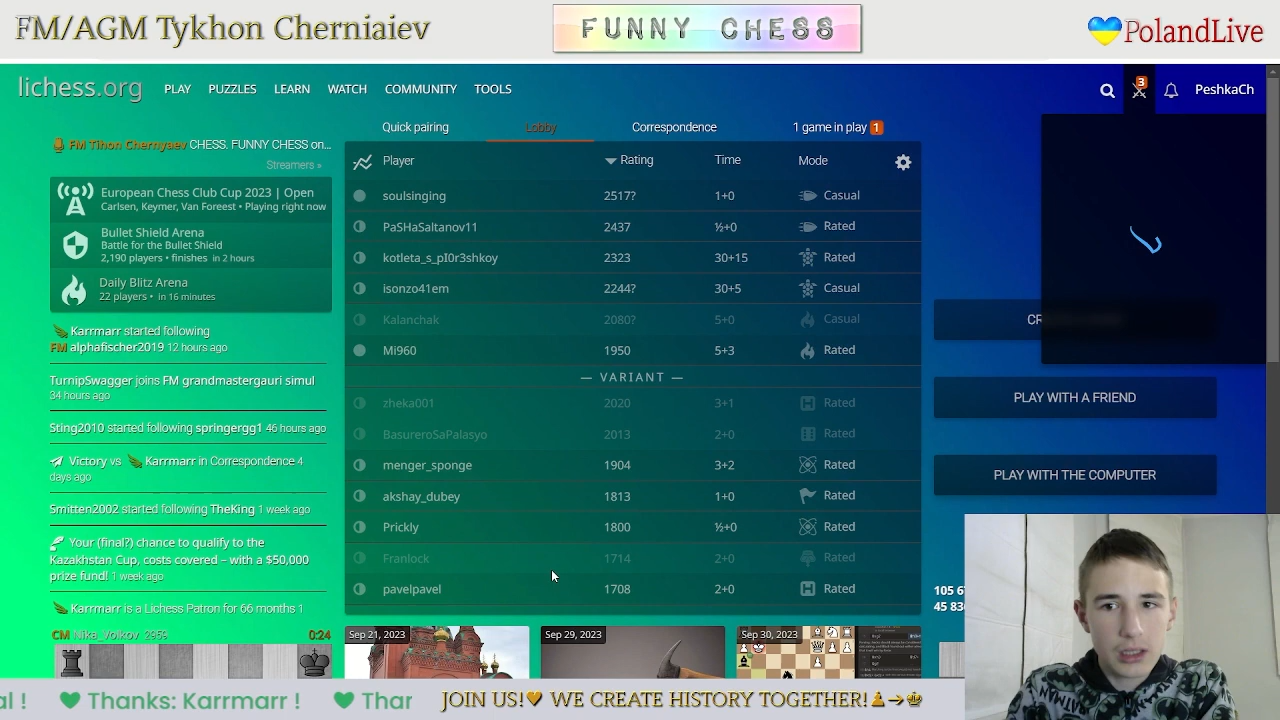 FM/AGM Tykhon Cherniaiev
FUNNY CHESS
PolandLive
lichess.org
PLAY
PUZZLES
LEARN
WATCH
COMMUNITY
TOOLS
3
PeshkaCh
FM Tihon Chernyaev CHESS. FUNNY CHESS on...
Streamers »
European Chess Club Cup 2023 | Open
Carlsen, Keymer, Van Foreest • Playing right now
Bullet Shield Arena
Battle for the Bullet Shield
2,190 players • finishes in 2 hours
Daily Blitz Arena
22 players • in 16 minutes
Karrmarr started following
FM alphafischer2019 12 hours ago
TurnipSwagger joins FM grandmastergauri simul
34 hours ago
Sting2010 started following springergg1 46 hours ago
Victory vs Karrmarr in Correspondence 4
days ago
Smitten2002 started following TheKing 1 week ago
Your (final?) chance to qualify to the
Kazakhstan Cup, costs covered – with a $50,000
prize fund! 1 week ago
Karrmarr is a Lichess Patron for 66 months 1
CM Nika_Volkov 2959 0:24
Quick pairing
Lobby
Correspondence
1 game in play 1
Player Rating Time Mode
soulsinging 2517? 1+0 Casual
PaSHaSaltanov11 2437 ½+0 Rated
kotleta_s_pI0r3shkoy 2323 30+15 Rated
isonzo41em 2244? 30+5 Casual
Kalanchak 2080? 5+0 Casual
Mi960 1950 5+3 Rated
— VARIANT —
zheka001 2020 3+1 Rated
BasureroSaPalasyo 2013 2+0 Rated
menger_sponge 1904 3+2 Rated
akshay_dubey 1813 1+0 Rated
Prickly 1800 ½+0 Rated
Franlock 1714 2+0 Rated
pavelpavel 1708 2+0 Rated
PLAY WITH A FRIEND
PLAY WITH THE COMPUTER
Sep 21, 2023
Sep 29, 2023
Sep 30, 2023
Thanks: Karrmarr !
JOIN US! WE CREATE HISTORY TOGETHER!